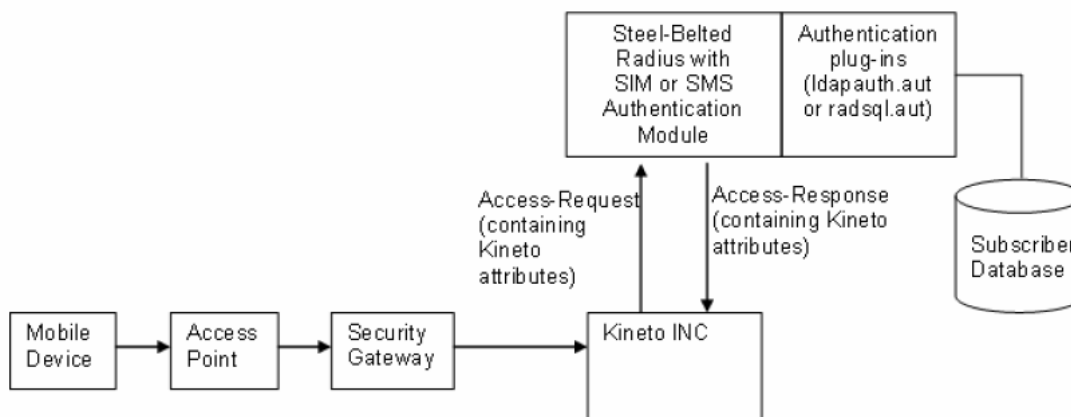 Steel-Belted
Radius with
SIM or SMS
Authentication
Module
Authentication
plug-ins
(ldapauth.aut
or radsql.aut)
Access-Request
(containing
Kineto
attributes)
Access-Response
(containing Kineto
attributes)
Subscriber
Database
Mobile
Device
Access
Point
Security
Gateway
Kineto INC